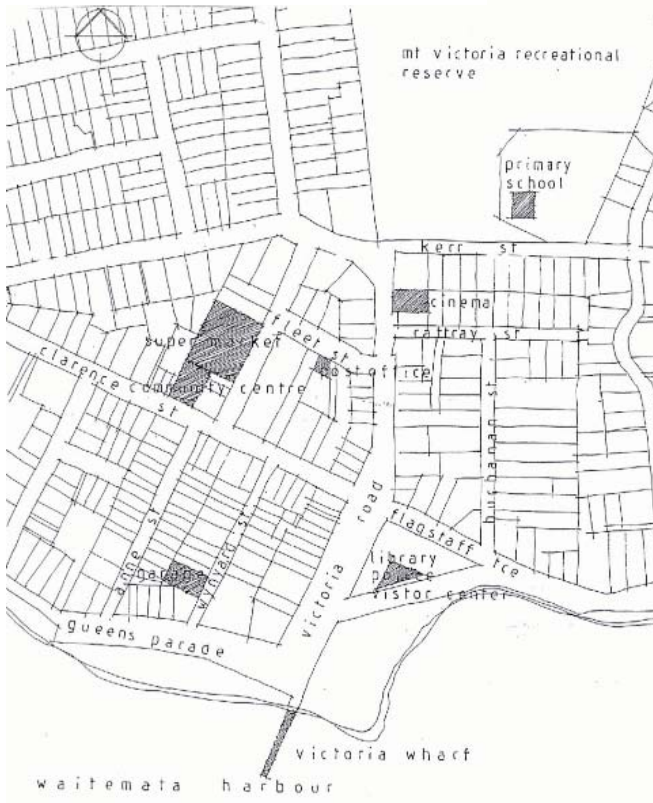 mt victoria recreational
reserve
primary
school
kerr st
cinema
rattray st
fleet st
super market
post office
clarence
st
community centre
buchanan st
victoria road
flagstaff tce
library
police
visitor center
anne st
garage
wynyard st
queens parade
victoria wharf
waitemata harbour